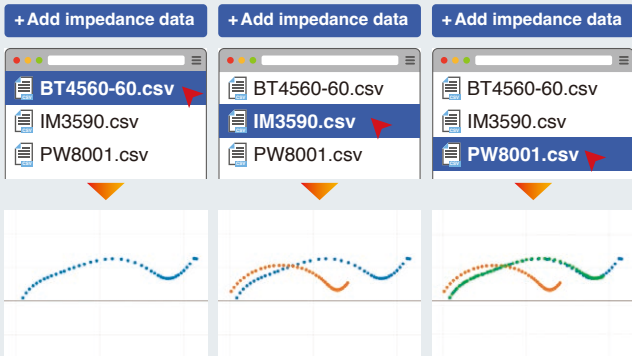 +Add impedance data
BT4560-60.csv
IM3590.csv
PW8001.csv
+Add impedance data
BT4560-60.csv
IM3590.csv
PW8001.csv
+Add impedance data
BT4560-60.csv
IM3590.csv
PW8001.csv